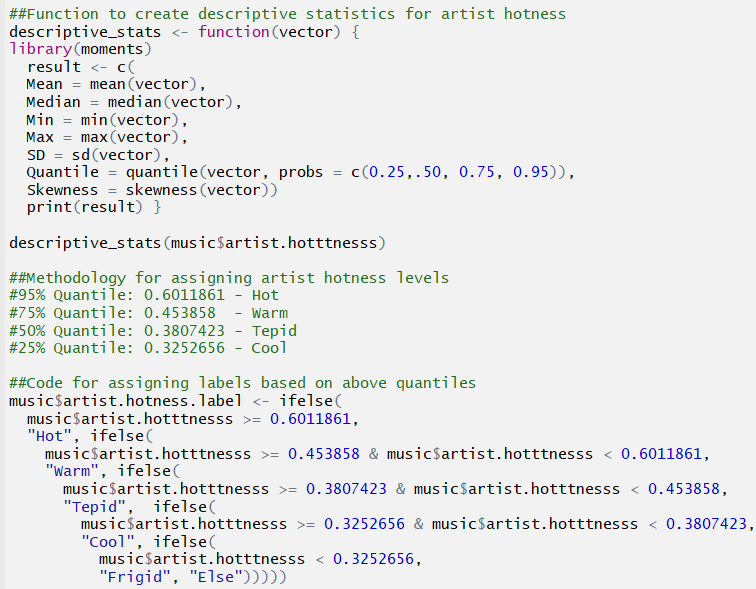 ##Function to create descriptive statistics for artist hotness
descriptive_stats <- function(vector) {
library(moments)
  result <- c(
  Mean = mean(vector),
  Median = median(vector),
  Min = min(vector),
  Max = max(vector),
  SD = sd(vector),
  Quantile = quantile(vector, probs = c(0.25,.50, 0.75, 0.95)),
  Skewness = skewness(vector))
  print(result) }

descriptive_stats(music$artist.hotttnesss)

##Methodology for assigning artist hotness levels
#95% Quantile: 0.6011861 - Hot
#75% Quantile: 0.453858  - Warm
#50% Quantile: 0.3807423 - Tepid
#25% Quantile: 0.3252656 - Cool

##Code for assigning labels based on above quantiles
music$artist.hotness.label <- ifelse(
  music$artist.hotttnesss >= 0.6011861,
  "Hot", ifelse(
    music$artist.hotttnesss >= 0.453858 & music$artist.hotttnesss < 0.6011861,
    "Warm", ifelse(
      music$artist.hotttnesss >= 0.3807423 & music$artist.hotttnesss < 0.453858,
      "Tepid",  ifelse(
        music$artist.hotttnesss >= 0.3252656 & music$artist.hotttnesss < 0.3807423,
        "Cool", ifelse(
          music$artist.hotttnesss < 0.3252656,
          "Frigid", "Else")))))